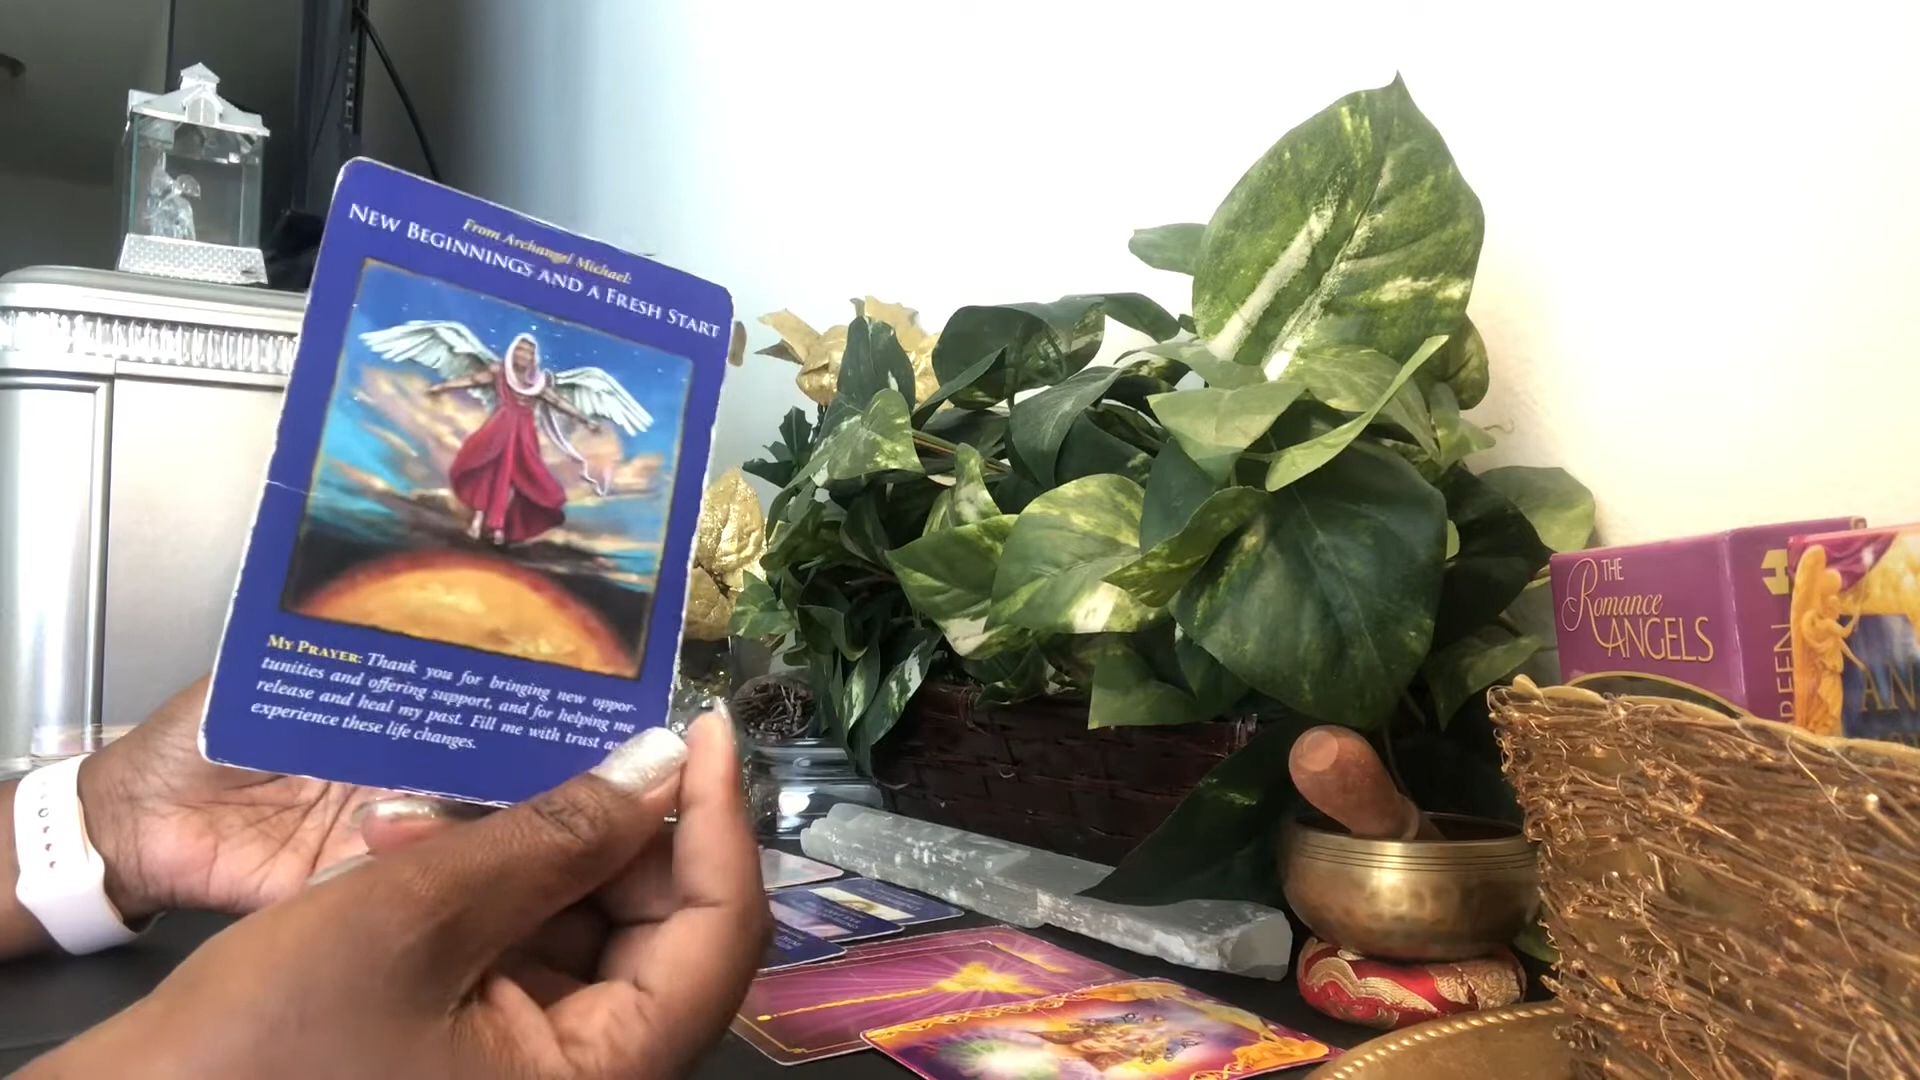 From Archangel Michael:
NEW BEGINNINGS AND A FRESH START
MY PRAYER: Thank you for bringing new oppor-
tunities and offering support, and for helping me
release and heal my past. Fill me with trust as
experience these life changes.
THE
Romance
ANGELS
REEN
AN